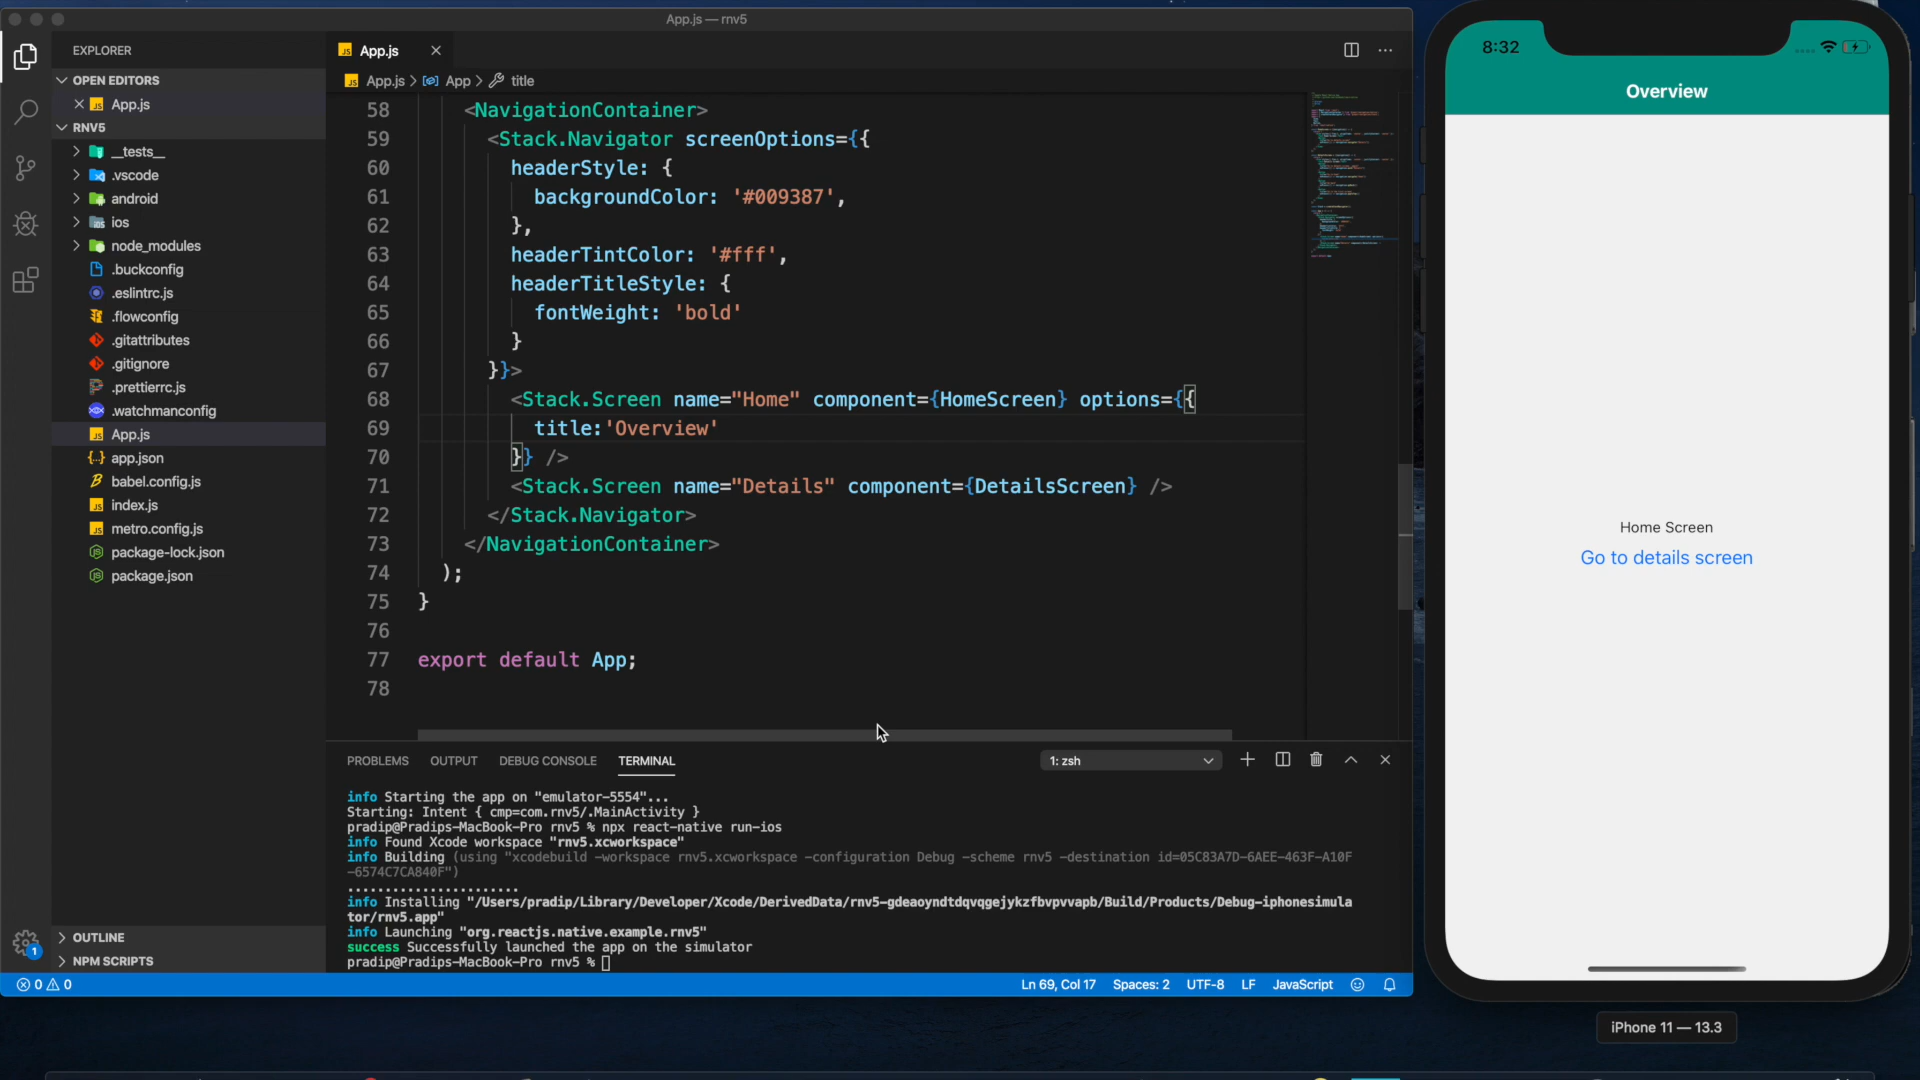 App.js — rnv5
EXPLORER
OPEN EDITORS
App.js
RNV5
__tests__
.vscode
android
ios
node_modules
.buckconfig
.eslintrc.js
.flowconfig
.gitattributes
.gitignore
.prettierrc.js
.watchmanconfig
App.js
app.json
babel.config.js
index.js
metro.config.js
package-lock.json
package.json
OUTLINE
NPM SCRIPTS
App.js
App.js > App > title
58 <NavigationContainer>
59 <Stack.Navigator screenOptions={{
60 headerStyle: {
61 backgroundColor: '#009387',
62 },
63 headerTintColor: '#fff',
64 headerTitleStyle: {
65 fontWeight: 'bold'
66 }
67 }}>
68 <Stack.Screen name="Home" component={HomeScreen} options={{
69 title:'Overview'
70 }} />
71 <Stack.Screen name="Details" component={DetailsScreen} />
72 </Stack.Navigator>
73 </NavigationContainer>
74 );
75 }
76
77 export default App;
78
PROBLEMS OUTPUT DEBUG CONSOLE TERMINAL 1: zsh
info Starting the app on "emulator-5554"...
Starting: Intent { cmp=com.rnv5/.MainActivity }
pradip@Pradips-MacBook-Pro rnv5 % npx react-native run-ios
info Found Xcode workspace "rnv5.xcworkspace"
info Building (using "xcodebuild -workspace rnv5.xcworkspace -configuration Debug -scheme rnv5 -destination id=05C83A7D-6AEE-463F-A10F
-6574C7CA840F")
.......................
info Installing "/Users/pradip/Library/Developer/Xcode/DerivedData/rnv5-gdeaoyndtdqvqgejykzfbvpvvapb/Build/Products/Debug-iphonesimula
tor/rnv5.app"
info Launching "org.reactjs.native.example.rnv5"
success Successfully launched the app on the simulator
pradip@Pradips-MacBook-Pro rnv5 %
1
0 0
Ln 69, Col 17 Spaces: 2 UTF-8 LF JavaScript
8:32
Overview
Home Screen
Go to details screen
iPhone 11 — 13.3